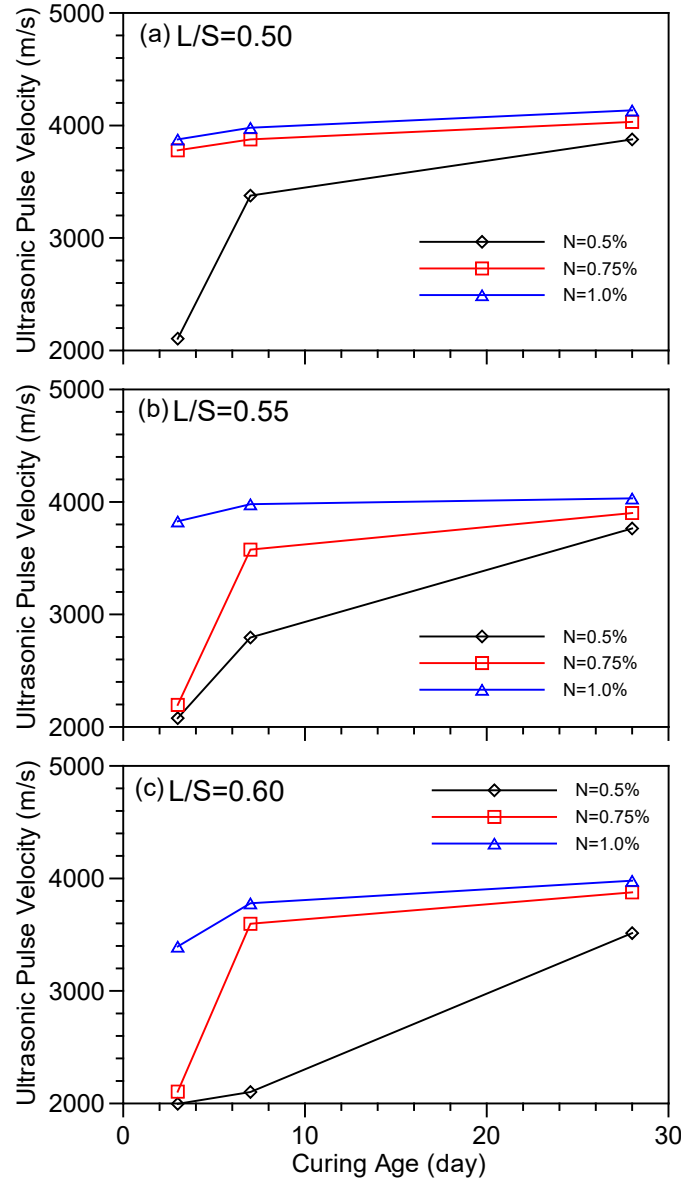 (a) L/S=0.50
5000
4000
3000
2000
Ultrasonic Pulse Velocity (m/s)
N=0.5%
N=0.75%
N=1.0%
(b) L/S=0.55
5000
4000
3000
2000
Ultrasonic Pulse Velocity (m/s)
N=0.5%
N=0.75%
N=1.0%
(c) L/S=0.60
5000
4000
3000
2000
Ultrasonic Pulse Velocity (m/s)
N=0.5%
N=0.75%
N=1.0%
0 10 20 30
Curing Age (day)